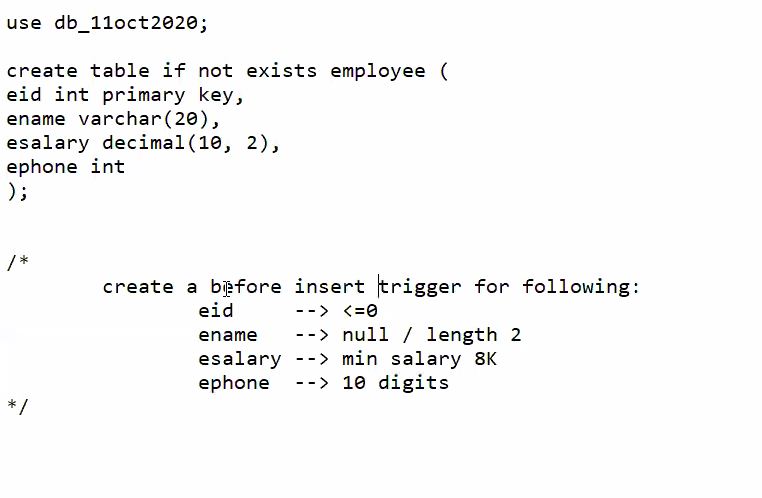 use db_11oct2020;
create table if not exists employee (
eid int primary key,
ename varchar(20),
esalary decimal(10, 2),
ephone int
);
/*
create a before insert trigger for following:
eid --> <=0
ename --> null / length 2
esalary --> min salary 8K
ephone --> 10 digits
*/